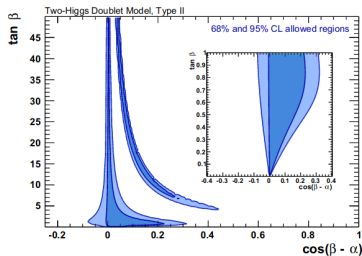 Two-Higgs Doublet Model, Type II
tan β
45
40
35
30
25
20
15
10
5
-0.2 0 0.2 0.4 0.6 0.8 1
cos(β - α)
68% and 95% CL allowed regions
tan β
1
0.9
0.8
0.7
0.6
0.5
0.4
0.3
0.2
0.1
-0.4 -0.3 -0.2 -0.1 0 0.1 0.2 0.3 0.4
cos(β - α)